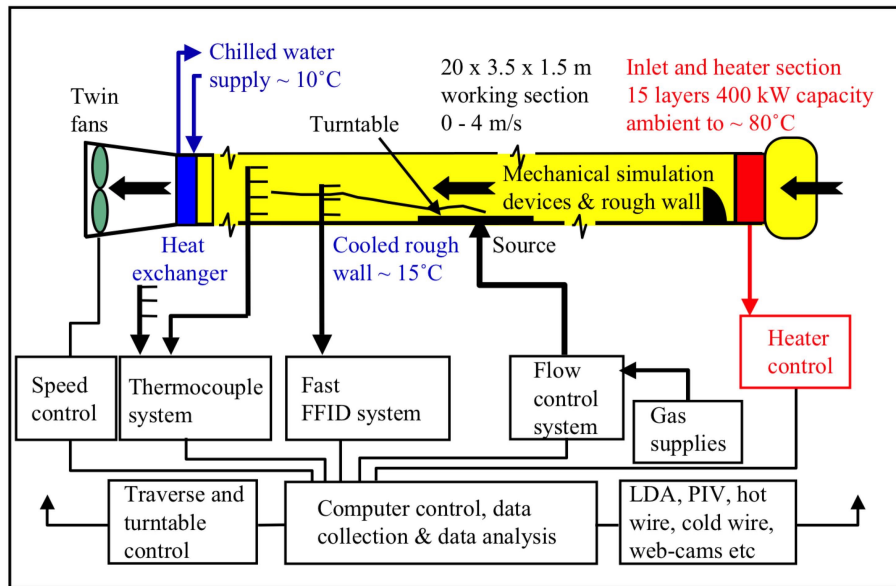 Chilled water
supply ~ 10˚C
20 x 3.5 x 1.5 m
working section
0 - 4 m/s
Inlet and heater section
15 layers 400 kW capacity
ambient to ~ 80˚C
Twin
fans
Turntable
Mechanical simulation
devices & rough wall
Heat
exchanger
Cooled rough
wall ~ 15˚C
Source
Speed
control
Thermocouple
system
Fast
FFID system
Flow
control
system
Gas
supplies
Heater
control
Traverse and
turntable
control
Computer control, data
collection & data analysis
LDA, PIV, hot
wire, cold wire,
web-cams etc